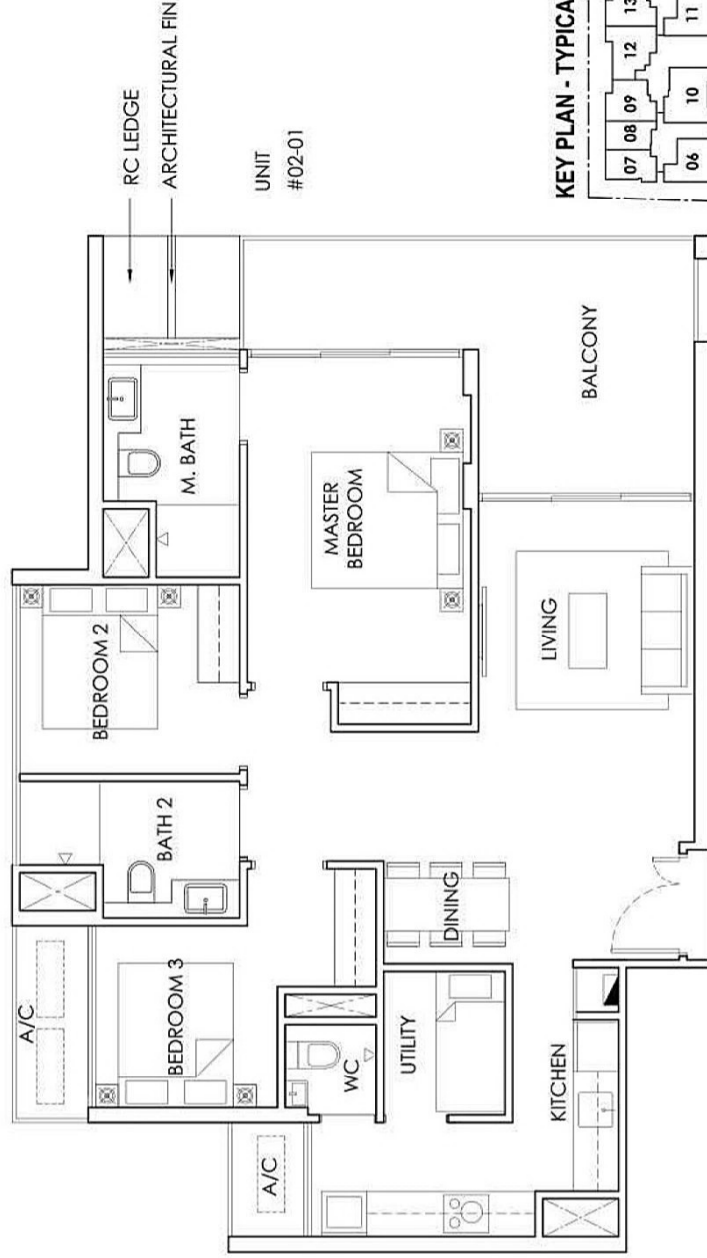 A/C
BEDROOM 2
RC LEDGE
BATH 2
ARCHITECTURAL FIN
BEDROOM 3
M. BATH
A/C
UNIT
#02-01
MASTER
BEDROOM
WC
UTILITY
DINING
LIVING
KITCHEN
BALCONY
KEY PLAN - TYPICA
07 08 09 12 13
06 10 11